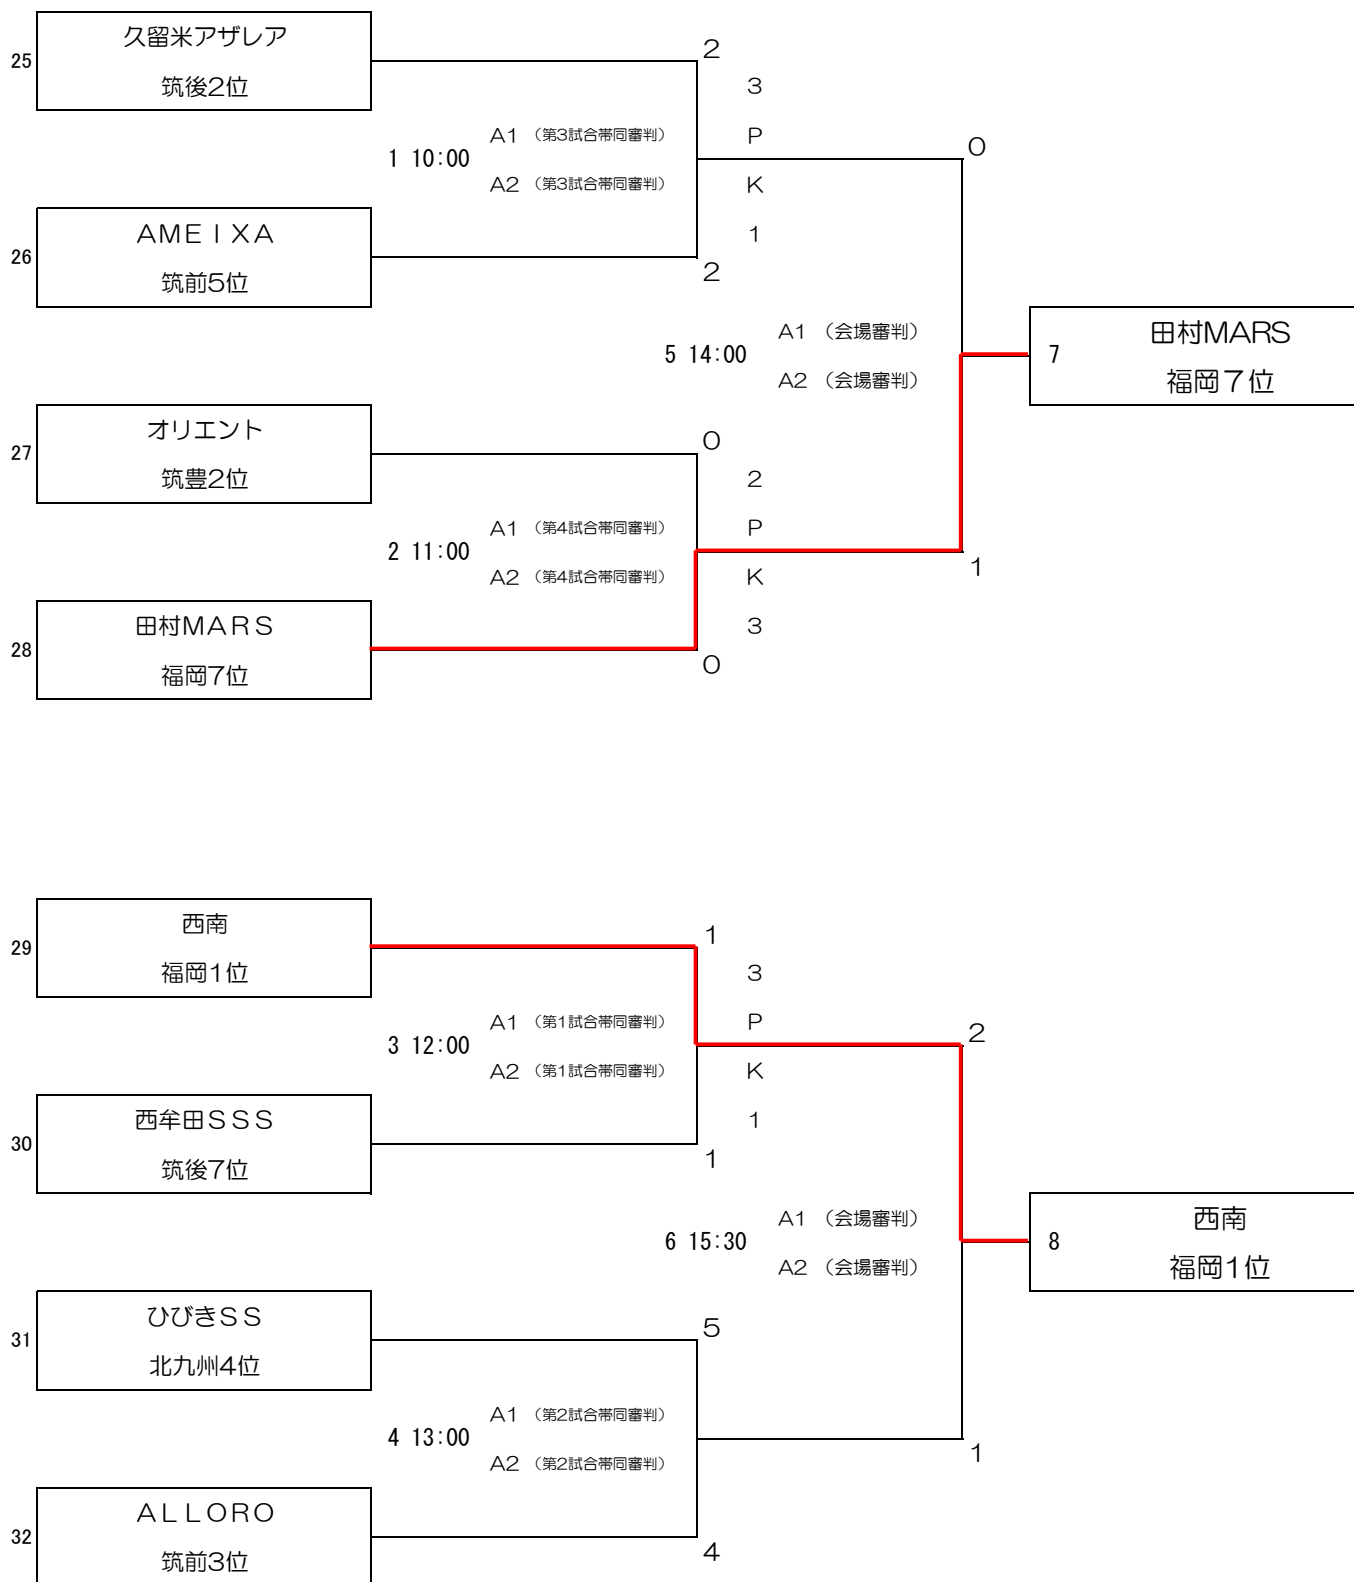 久留米アザレア
25
筑後2位
2
3
P
K
1
1 10:00
A1 （第3試合帯同審判）
A2 （第3試合帯同審判）
0
AMEIXA
26
筑前5位
2
5 14:00
A1 （会場審判）
A2 （会場審判）
7
田村MARS
福岡７位
オリエント
27
筑豊2位
0
2
P
K
3
2 11:00
A1 （第4試合帯同審判）
A2 （第4試合帯同審判）
1
田村MARS
28
福岡7位
0
西南
29
福岡1位
1
3
P
K
1
3 12:00
A1 （第1試合帯同審判）
A2 （第1試合帯同審判）
2
西牟田SSS
30
筑後7位
1
6 15:30
A1 （会場審判）
A2 （会場審判）
8
西南
福岡1位
ひびきSS
31
北九州4位
5
4 13:00
A1 （第2試合帯同審判）
A2 （第2試合帯同審判）
1
ALLORO
32
筑前3位
4